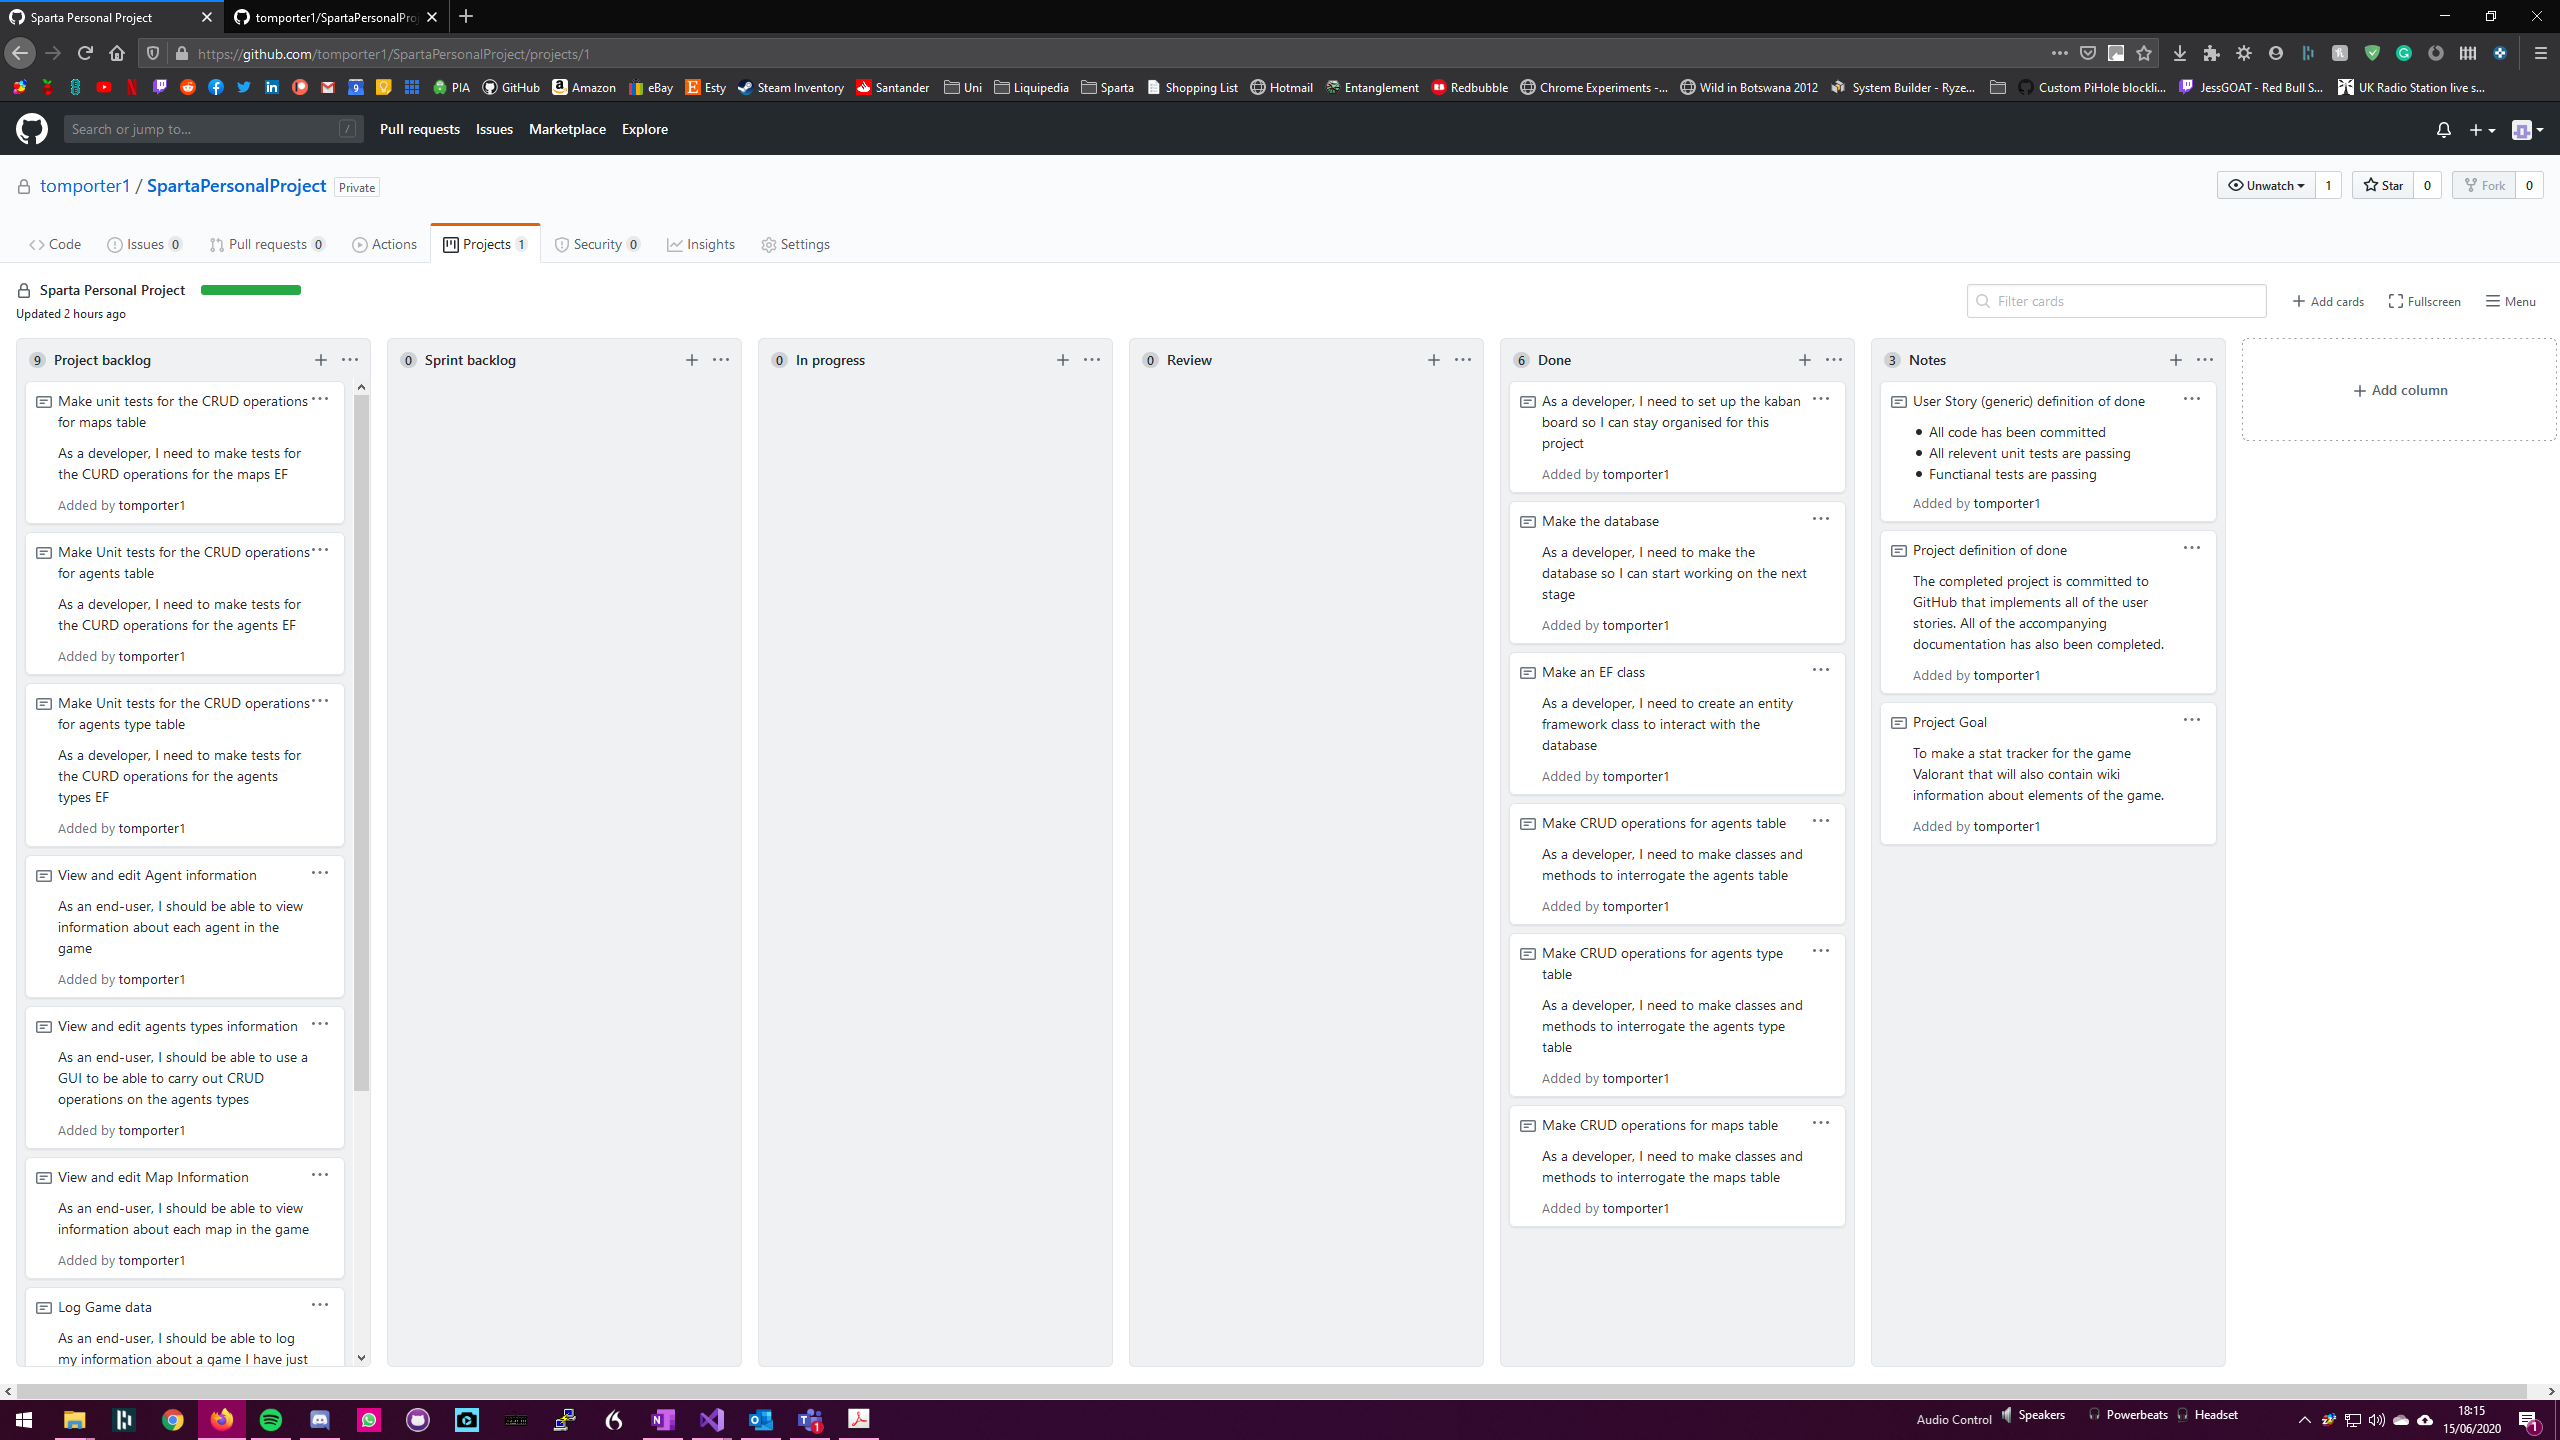 Sparta Personal Project
tomporter1/SpartaPersonalProj
https://github.com/tomporter1/SpartaPersonalProject/projects/1
PIA GitHub Amazon eBay Esty Steam Inventory Santander Uni Liquipedia Sparta Shopping List Hotmail Entanglement Redbubble Chrome Experiments -... Wild in Botswana 2012 System Builder - Ryze... Custom PiHole blockli... JessGOAT - Red Bull S... UK Radio Station live s...
Search or jump to... /
Pull requests Issues Marketplace Explore
tomporter1 / SpartaPersonalProject Private
Unwatch 1 Star 0 Fork 0
Code Issues 0 Pull requests 0 Actions Projects 1 Security 0 Insights Settings
Sparta Personal Project
Updated 2 hours ago
Filter cards
Add cards Fullscreen Menu
9 Project backlog
Make unit tests for the CRUD operations
for maps table
As a developer, I need to make tests for
the CURD operations for the maps EF
Added by tomporter1
Make Unit tests for the CRUD operations
for agents table
As a developer, I need to make tests for
the CURD operations for the agents EF
Added by tomporter1
Make Unit tests for the CRUD operations
for agents type table
As a developer, I need to make tests for
the CURD operations for the agents
types EF
Added by tomporter1
View and edit Agent information
As an end-user, I should be able to view
information about each agent in the
game
Added by tomporter1
View and edit agents types information
As an end-user, I should be able to use a
GUI to be able to carry out CRUD
operations on the agents types
Added by tomporter1
View and edit Map Information
As an end-user, I should be able to view
information about each map in the game
Added by tomporter1
Log Game data
As an end-user, I should be able to log
my information about a game I have just
0 Sprint backlog
0 In progress
0 Review
6 Done
As a developer, I need to set up the kaban
board so I can stay organised for this
project
Added by tomporter1
Make the database
As a developer, I need to make the
database so I can start working on the next
stage
Added by tomporter1
Make an EF class
As a developer, I need to create an entity
framework class to interact with the
database
Added by tomporter1
Make CRUD operations for agents table
As a developer, I need to make classes and
methods to interrogate the agents table
Added by tomporter1
Make CRUD operations for agents type
table
As a developer, I need to make classes and
methods to interrogate the agents type
table
Added by tomporter1
Make CRUD operations for maps table
As a developer, I need to make classes and
methods to interrogate the maps table
Added by tomporter1
3 Notes
User Story (generic) definition of done
All code has been committed
All relevent unit tests are passing
Functianal tests are passing
Added by tomporter1
Project definition of done
The completed project is committed to
GitHub that implements all of the user
stories. All of the accompanying
documentation has also been completed.
Added by tomporter1
Project Goal
To make a stat tracker for the game
Valorant that will also contain wiki
information about elements of the game.
Added by tomporter1
Add column
Audio Control Speakers Powerbeats Headset
18:15
15/06/2020
1